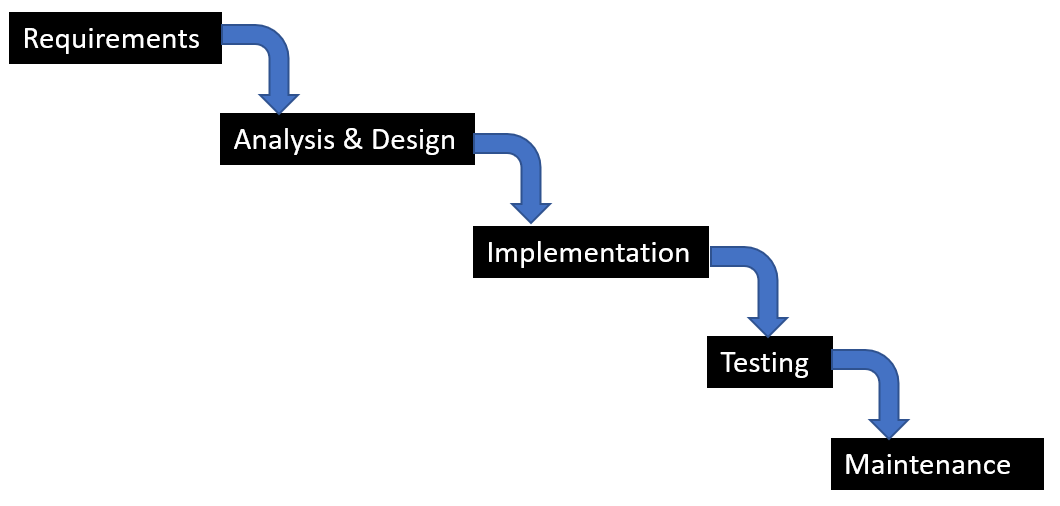 Requirements
Analysis & Design
Implementation
Testing
Maintenance